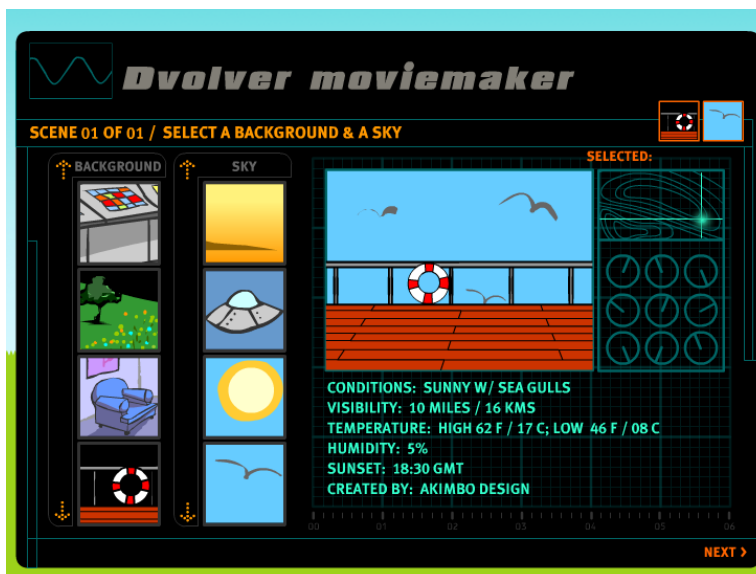 Dvolver moviemaker
SCENE 01 OF 01 / SELECT A BACKGROUND & A SKY
SELECTED:
BACKGROUND
SKY
CONDITIONS: SUNNY W/ SEA GULLS
VISIBILITY: 10 MILES / 16 KMS
TEMPERATURE: HIGH 62 F / 17 C; LOW 46 F / 08 C
HUMIDITY: 5%
SUNSET: 18:30 GMT
CREATED BY: AKIMBO DESIGN
00 01 02 03 04 05 06
NEXT >